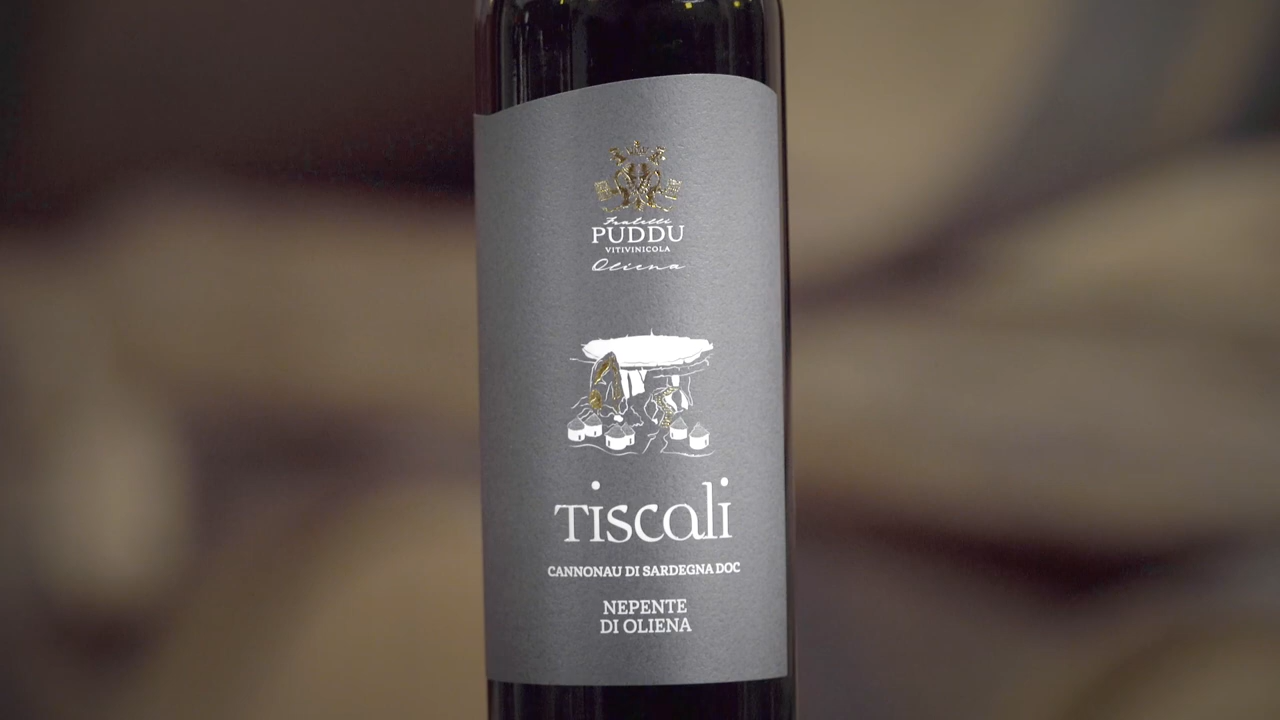 Fratelli
PUDDU
VITIVINICOLA
Oliena
Tiscali
CANNONAU DI SARDEGNA DOC
NEPENTE
DI OLIENA